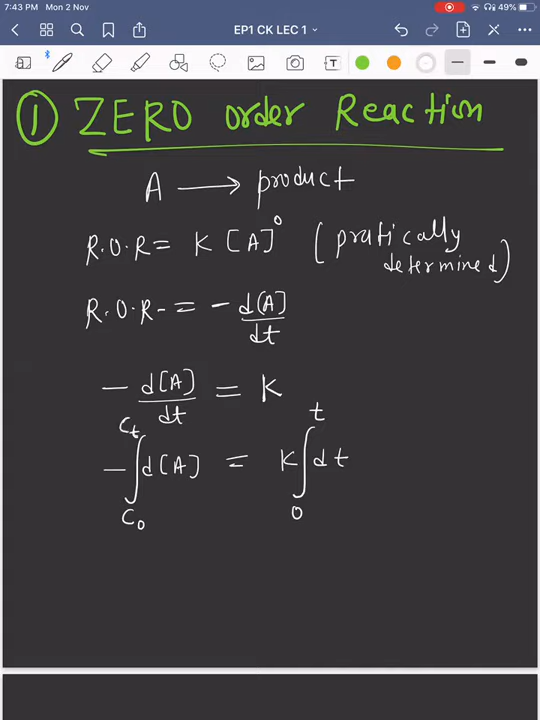 7:43 PM Mon 2 Nov 49%
EP1 CK LEC 1
① ZERO order Reaction
A ⟶ product
R.O.R = K [A]⁰ (pratically determined)
R.O.R = - d[A]/dt
- d[A]/dt = K
- ∫_{C₀}^{Cₜ} d[A] = K ∫_{0}^{t} dt